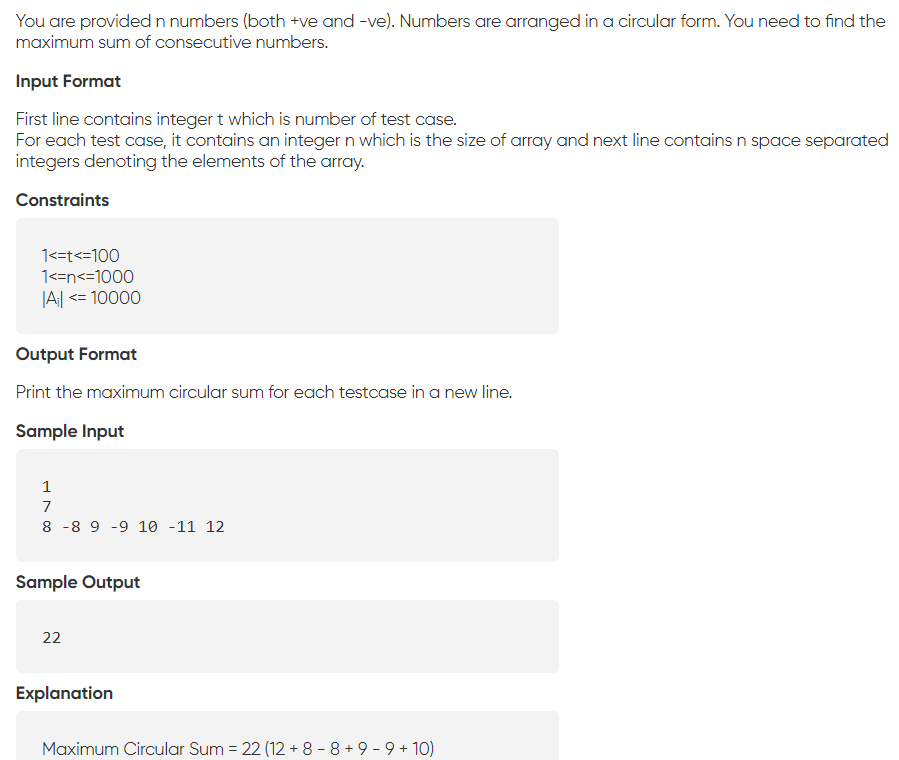 You are provided n numbers (both +ve and -ve). Numbers are arranged in a circular form. You need to find the
maximum sum of consecutive numbers.
Input Format
First line contains integer t which is number of test case.
For each test case, it contains an integer n which is the size of array and next line contains n space separated
integers denoting the elements of the array.
Constraints
1<=t<=100
1<=n<=1000
|Ai| <= 10000
Output Format
Print the maximum circular sum for each testcase in a new line.
Sample Input
1
7
8 -8 9 -9 10 -11 12
Sample Output
22
Explanation
Maximum Circular Sum = 22 (12 + 8 - 8 + 9 - 9 + 10)